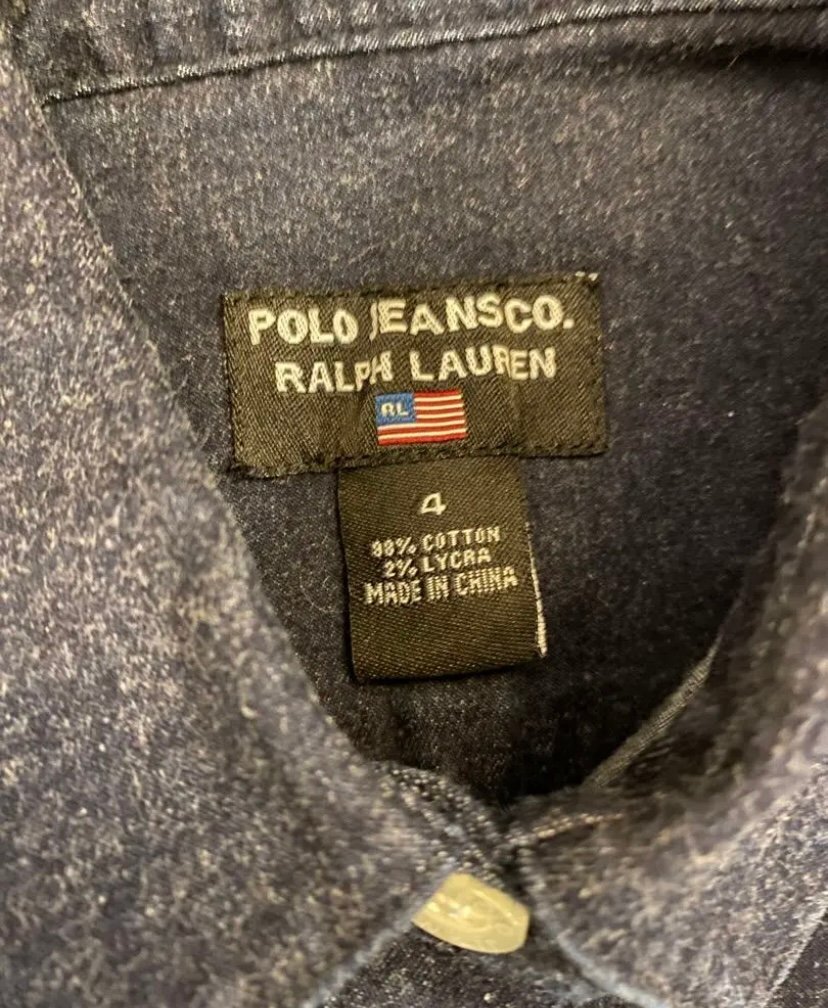 POLO JEANS CO.
RALPH LAUREN
RL
4
98% COTTON
2% LYCRA
MADE IN CHINA